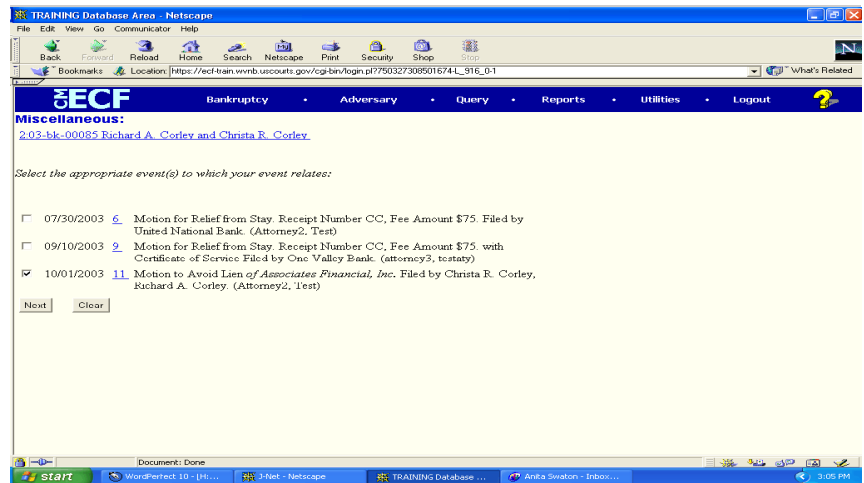 TRAINING Database Area - Netscape
File Edit View Go Communicator Help
Back Forward Reload Home Search Netscape Print Security Shop Stop
Bookmarks Location: https://ecf-train.wvnb.uscourts.gov/cgi-bin/login.pl?750327308501674-L_916_0-1 What's Related
CM ECF Bankruptcy • Adversary • Query • Reports • Utilities • Logout ?
Miscellaneous:
2:03-bk-00085 Richard A. Corley and Christa R. Corley
Select the appropriate event(s) to which your event relates:
07/30/2003 6 Motion for Relief from Stay. Receipt Number CC, Fee Amount $75. Filed by
United National Bank. (Attorney2, Test)
09/10/2003 9 Motion for Relief from Stay. Receipt Number CC, Fee Amount $75. with
Certificate of Service Filed by One Valley Bank. (attorney3, testaty)
10/01/2003 11 Motion to Avoid Lien of Associates Financial, Inc. Filed by Christa R. Corley,
Richard A. Corley. (Attorney2, Test)
Next Clear
Document: Done
start WordPerfect 10 - [H:... J-Net - Netscape TRAINING Database ... Anita Swaton - Inbox... 3:05 PM